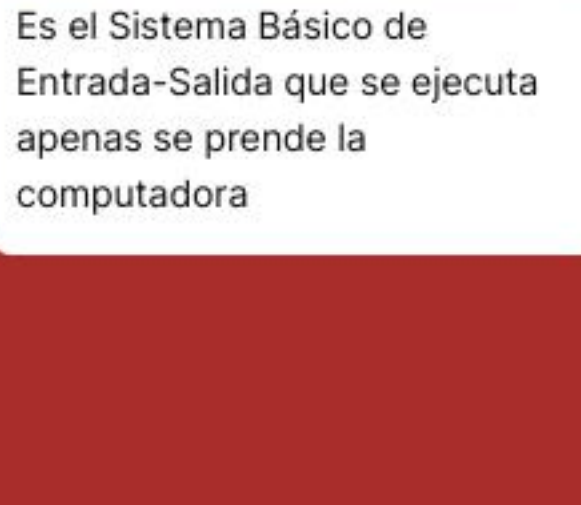 Es el Sistema Básico de
Entrada-Salida que se ejecuta
apenas se prende la
computadora